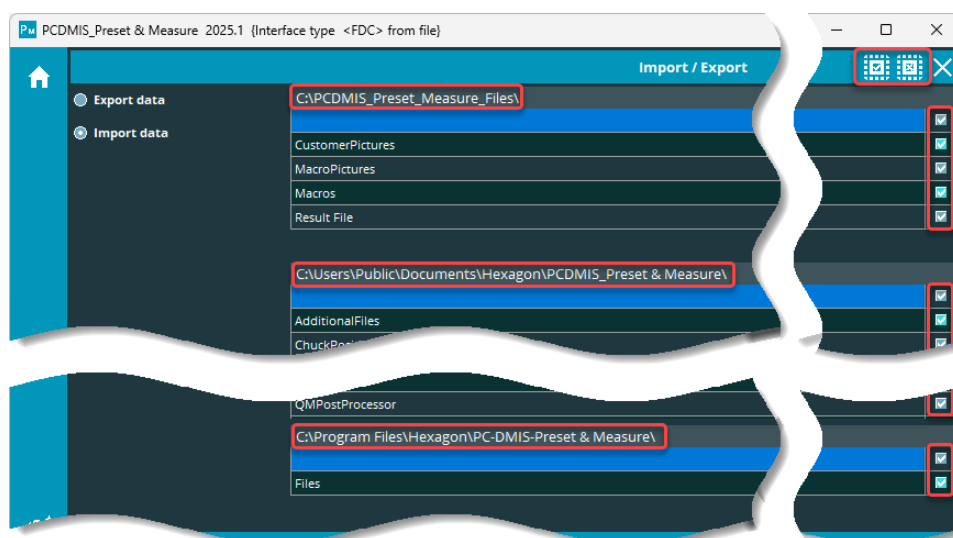 PM PCDMIS_Preset & Measure 2025.1 {Interface type <FDC> from file}
Import / Export
Export data
Import data
C:\PCDMIS_Preset_Measure_Files\
CustomerPictures
MacroPictures
Macros
Result File
C:\Users\Public\Documents\Hexagon\PCDMIS_Preset & Measure\
AdditionalFiles
QMPostProcessor
C:\Program Files\Hexagon\PC-DMIS-Preset & Measure\
Files